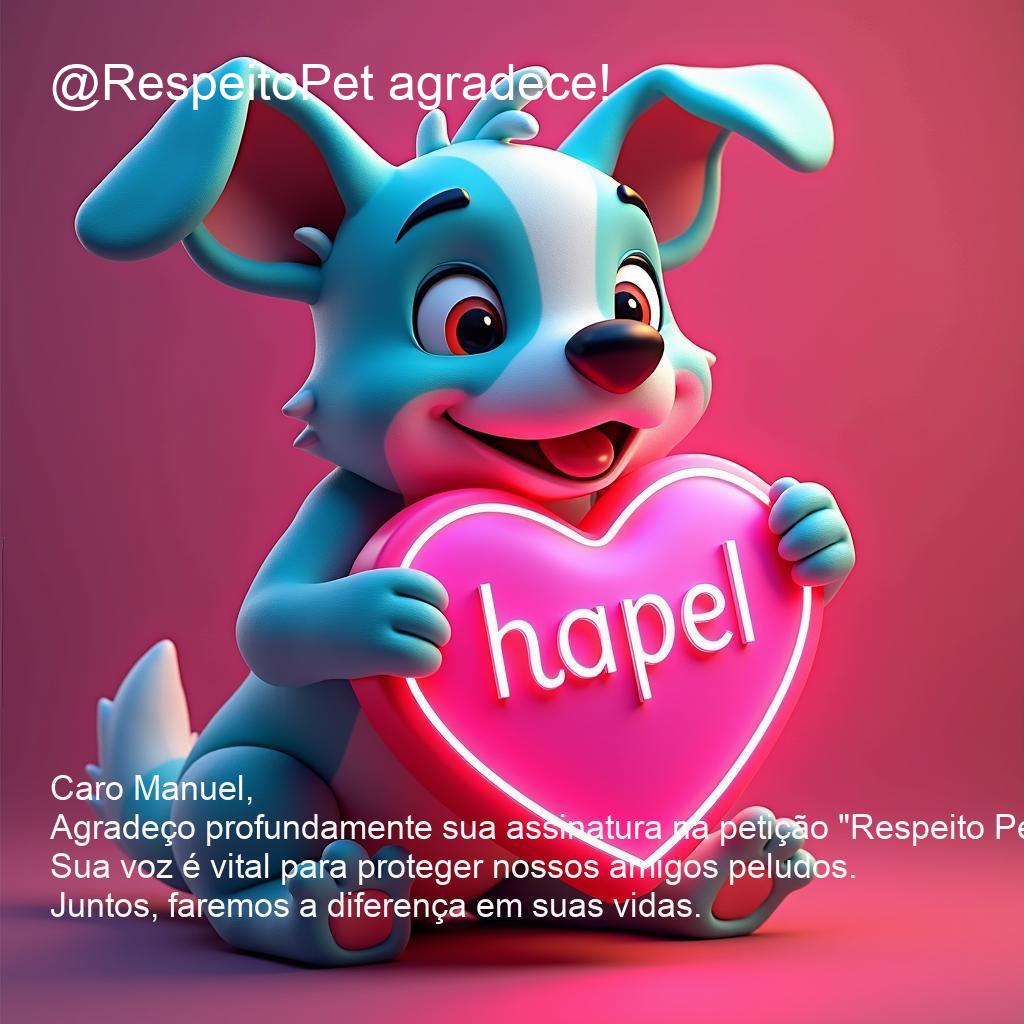 @RespeitoPet agradece!
hapel
Caro Manuel,
Agradeço profundamente sua assinatura na petição "Respeito Pe
Sua voz é vital para proteger nossos amigos peludos.
Juntos, faremos a diferença em suas vidas.